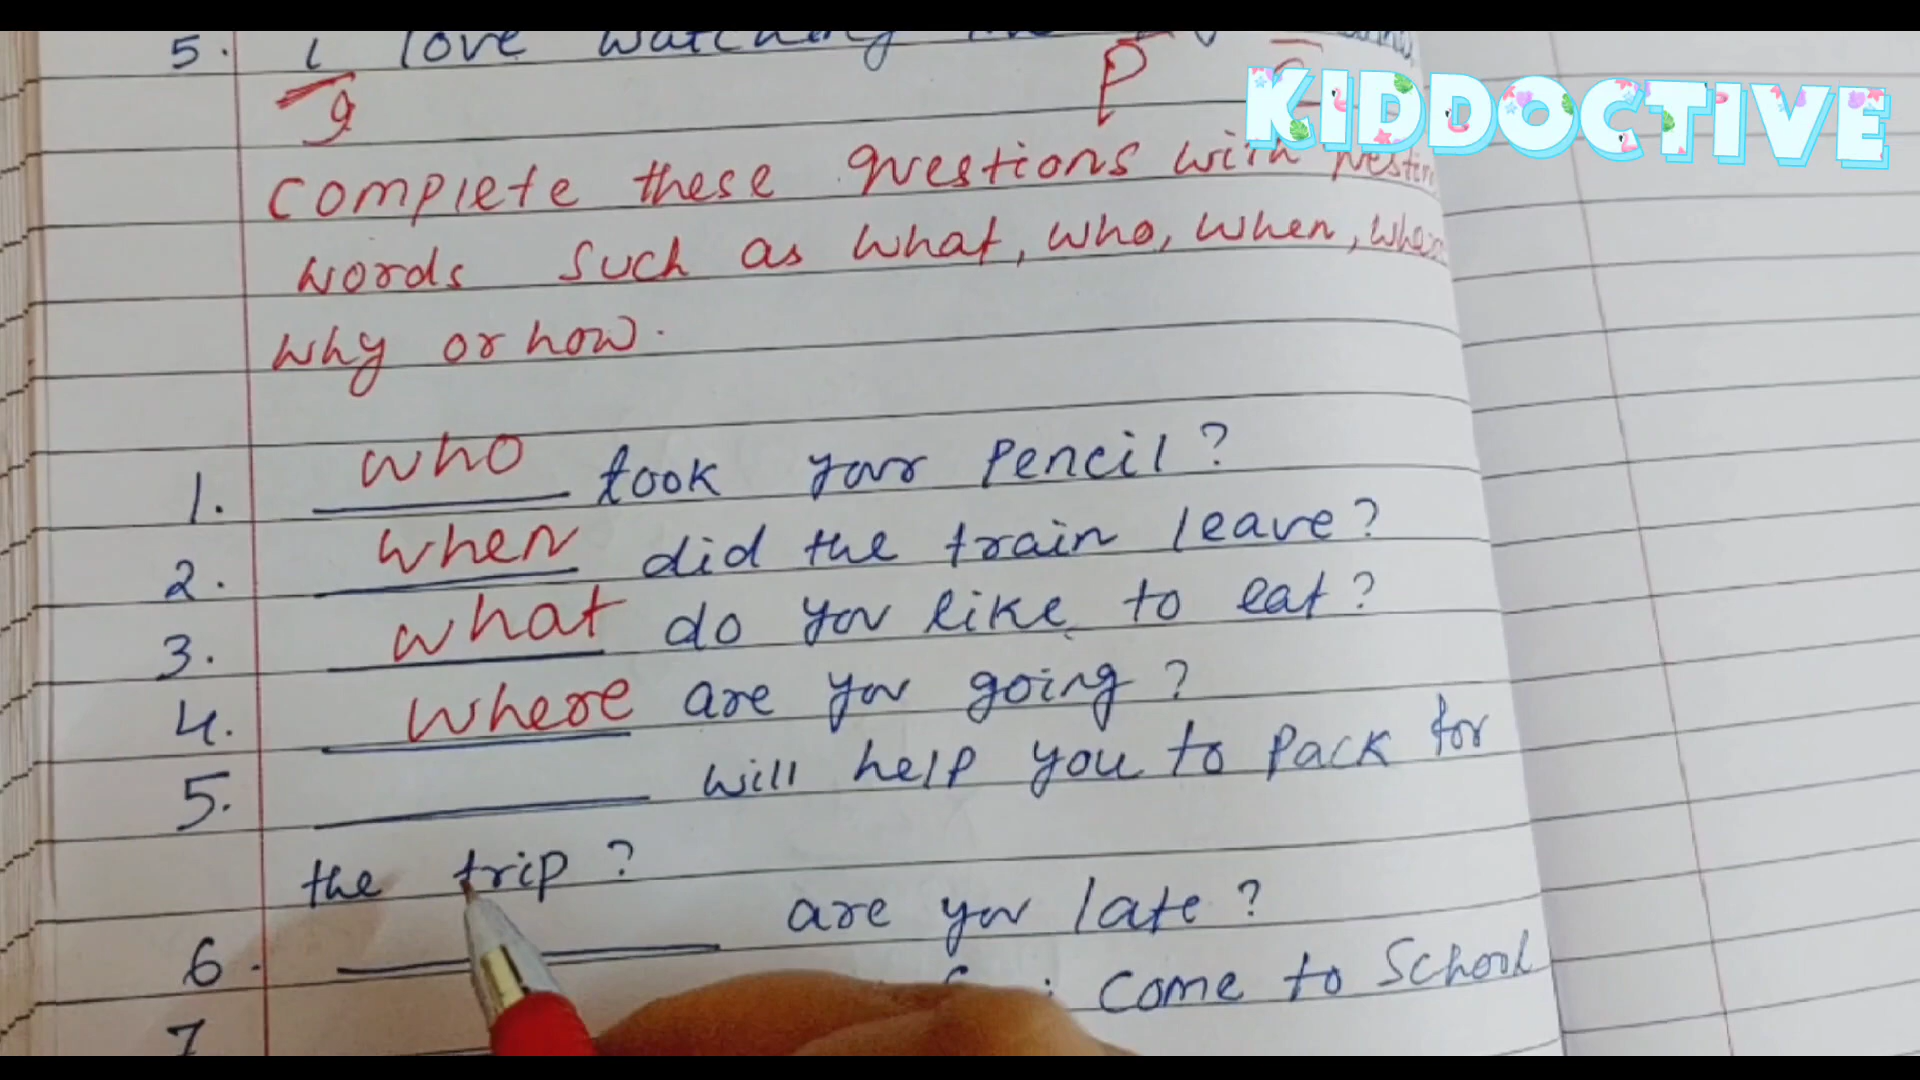 5. i love watching
g P
KIDDOCTIVE
Complete these questions with
words such as what, who, when,
why or how.
1. who took your pencil?
2. when did the train leave?
3. what do you like to eat?
4. where are you going?
5. will help you to pack for
the trip?
6. are you late?
7 come to school